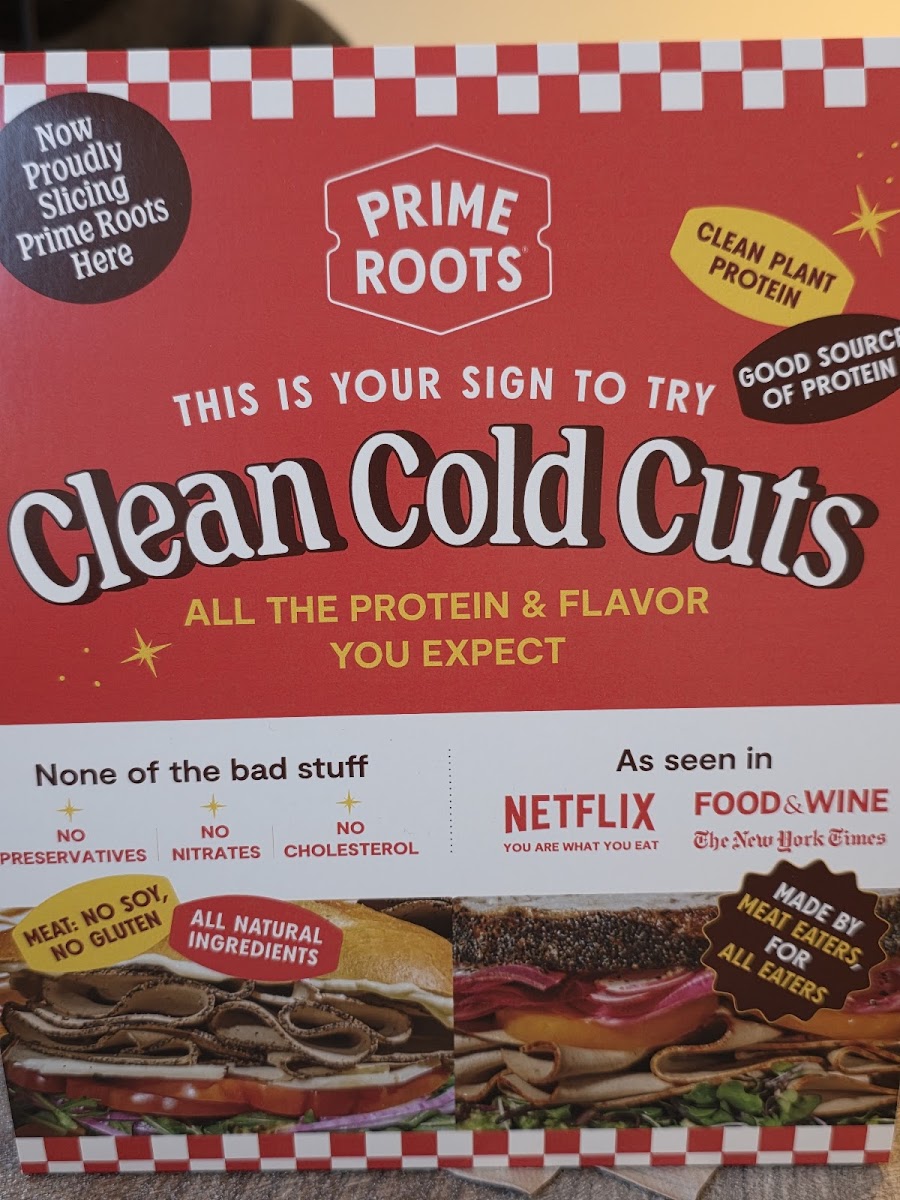 Now
Proudly
Slicing
Prime Roots
Here
PRIME
ROOTS®
CLEAN PLANT
PROTEIN
GOOD SOURCE
OF PROTEIN
THIS IS YOUR SIGN TO TRY
Clean Cold Cuts
ALL THE PROTEIN & FLAVOR
YOU EXPECT
None of the bad stuff
NO
PRESERVATIVES
NO
NITRATES
NO
CHOLESTEROL
As seen in
NETFLIX
YOU ARE WHAT YOU EAT
FOOD&WINE
The New York Times
MEAT: NO SOY,
NO GLUTEN
ALL NATURAL
INGREDIENTS
MADE BY
MEAT EATERS,
FOR
ALL EATERS